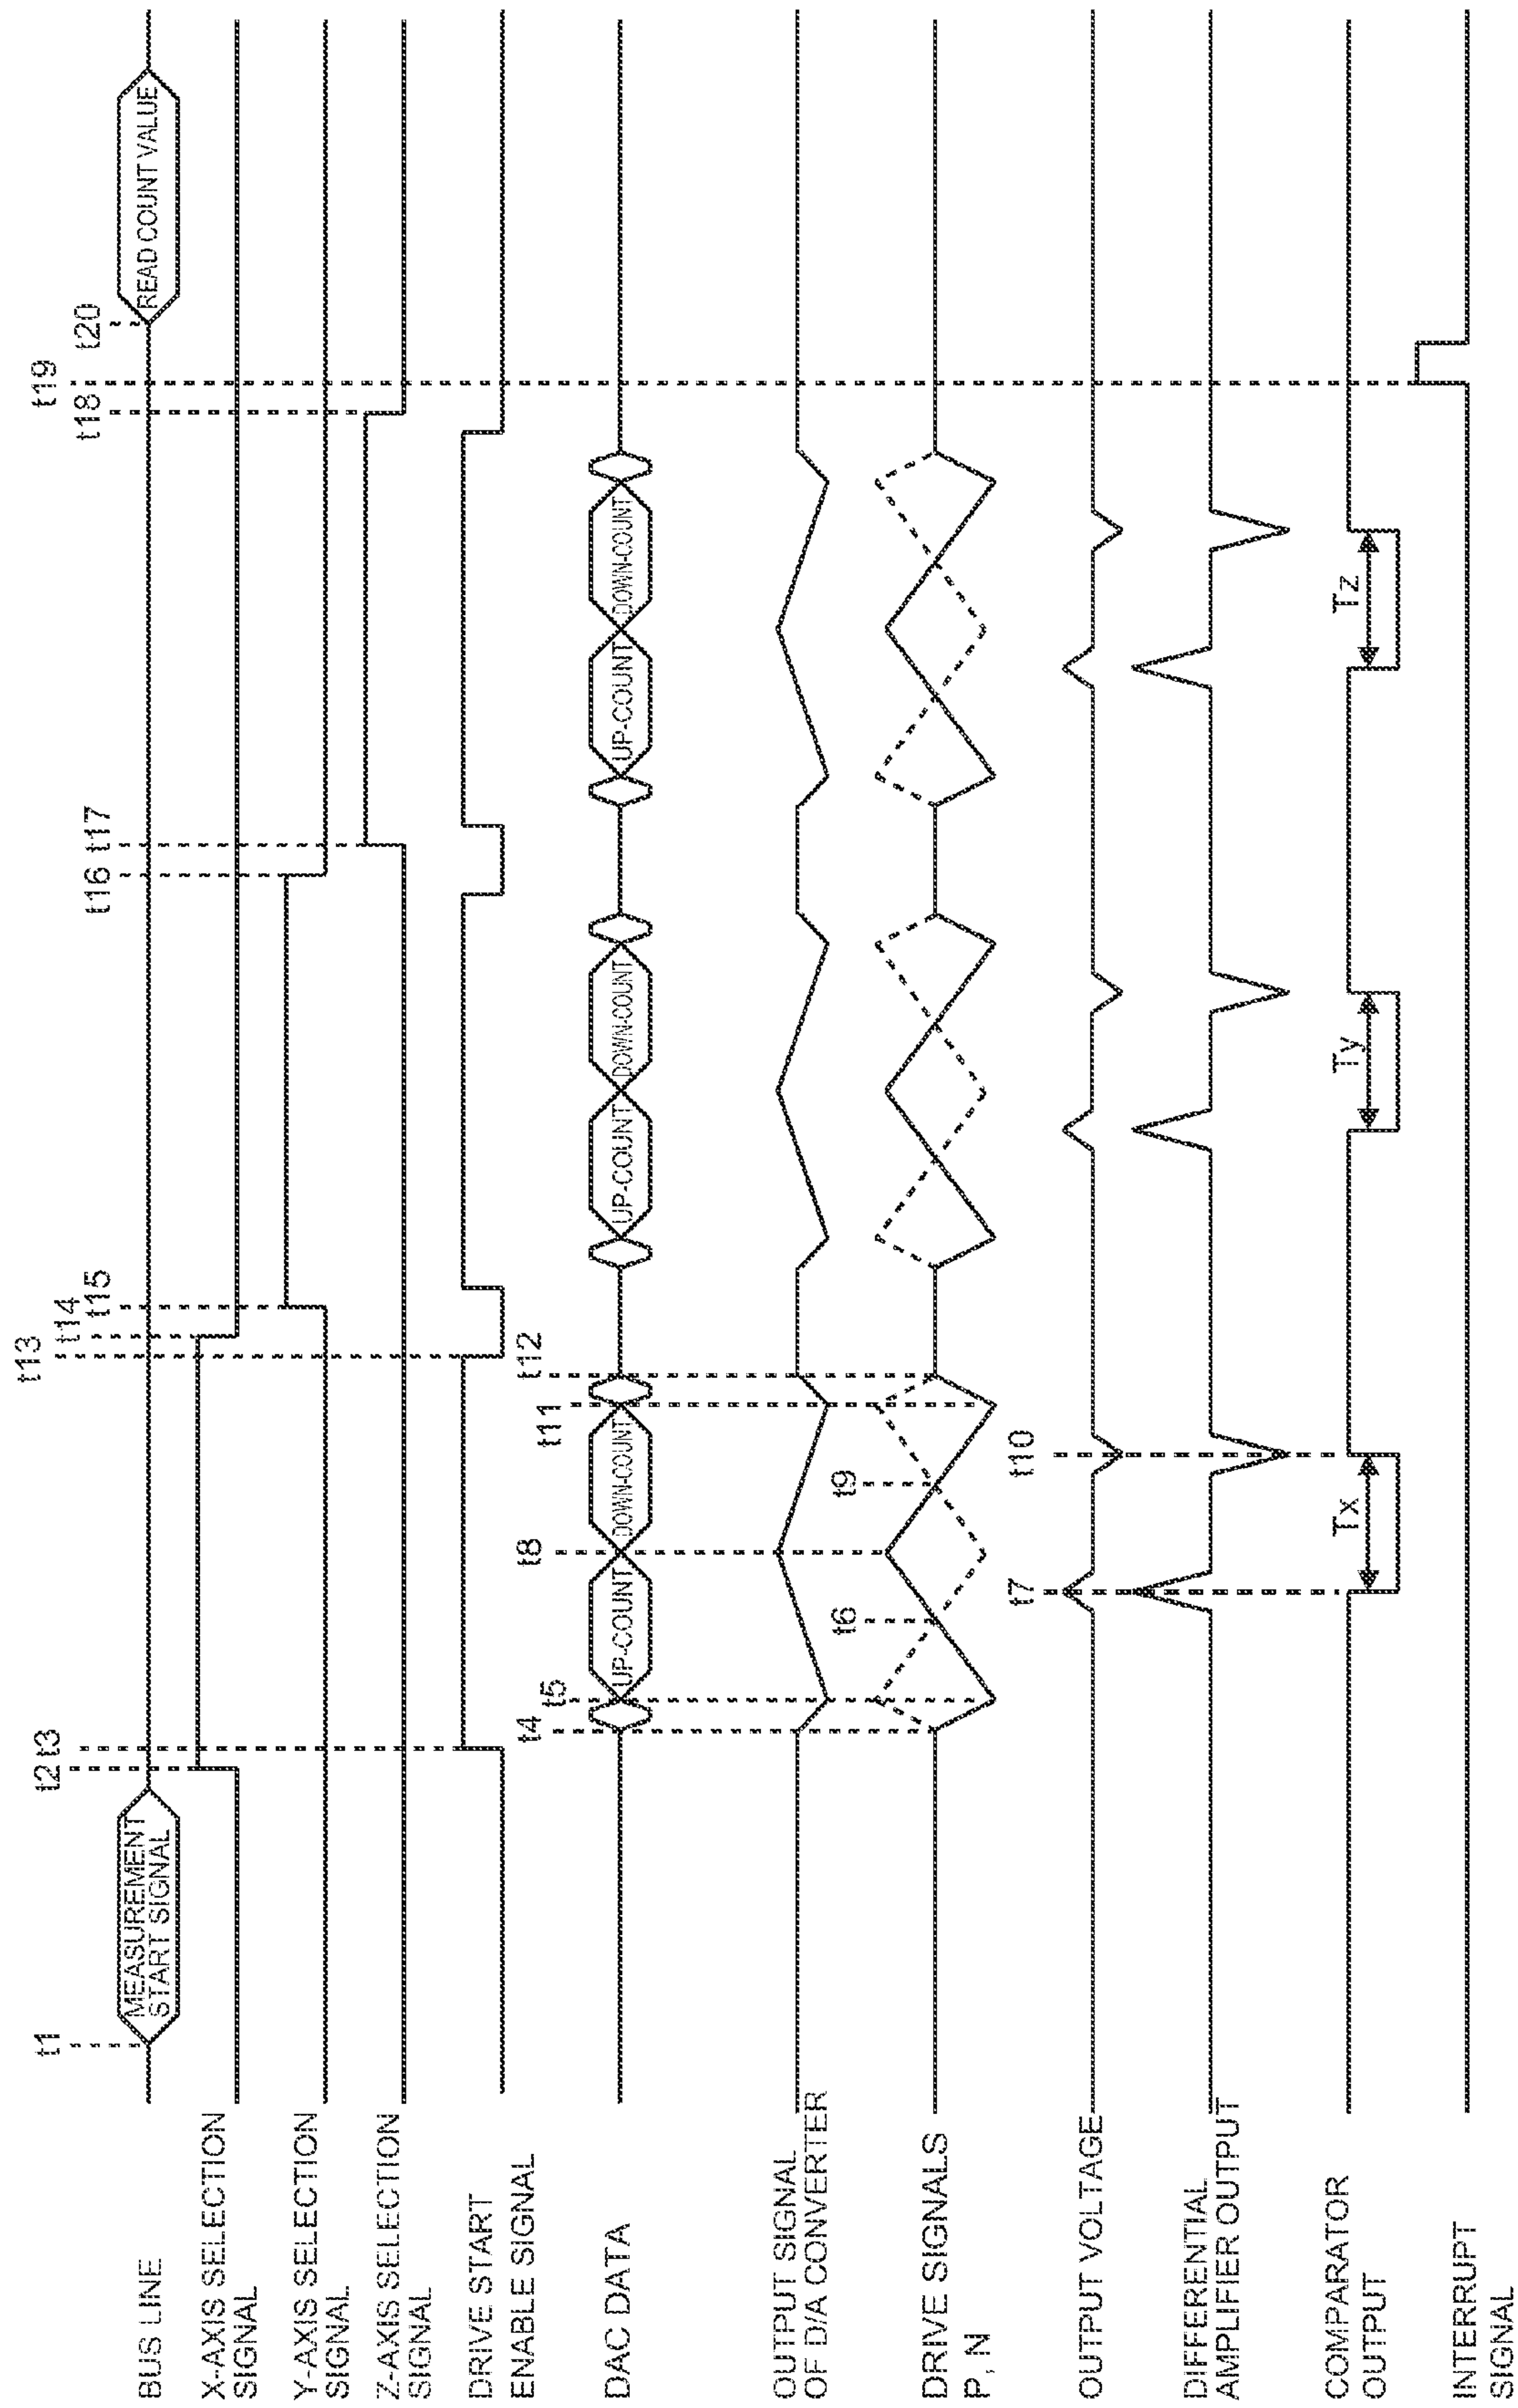 t1
t2
t3
t13
t14
t15
t16
t17
t18
t19
t20
BUS LINE
MEASUREMENT
START SIGNAL
READ COUNT VALUE
X-AXIS SELECTION
SIGNAL
Y-AXIS SELECTION
SIGNAL
Z-AXIS SELECTION
SIGNAL
DRIVE START
ENABLE SIGNAL
t4
t5
t8
t11
t12
DAC DATA
UP-COUNT
DOWN-COUNT
UP-COUNT
DOWN-COUNT
UP-COUNT
DOWN-COUNT
OUTPUT SIGNAL
OF D/A CONVERTER
t6
t9
DRIVE SIGNALS
P, N
t7
t10
OUTPUT VOLTAGE
DIFFERENTIAL
AMPLIFIER OUTPUT
COMPARATOR
OUTPUT
Tx
Ty
Tz
INTERRUPT
SIGNAL